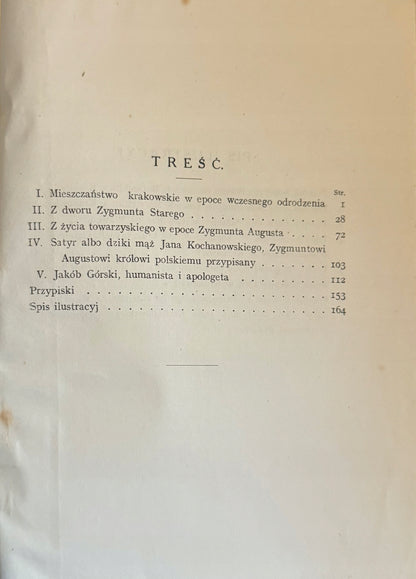 TREŚĆ.
Str.
I. Mieszczaństwo krakowskie w epoce wczesnego odrodzenia 1
II. Z dworu Zygmunta Starego . . . . . . . . . . . . . 28
III. Z życia towarzyskiego w epoce Zygmunta Augusta . . . . . 72
IV. Satyr albo dziki mąż Jana Kochanowskiego, Zygmuntowi
Augustowi królowi polskiemu przypisany . . . . . . . 103
V. Jakób Górski, humanista i apologeta . . . . . . . . . 112
Przypiski . . . . . . . . . . . . . . . . . . . . . 153
Spis ilustracyj . . . . . . . . . . . . . . . . . . . 164